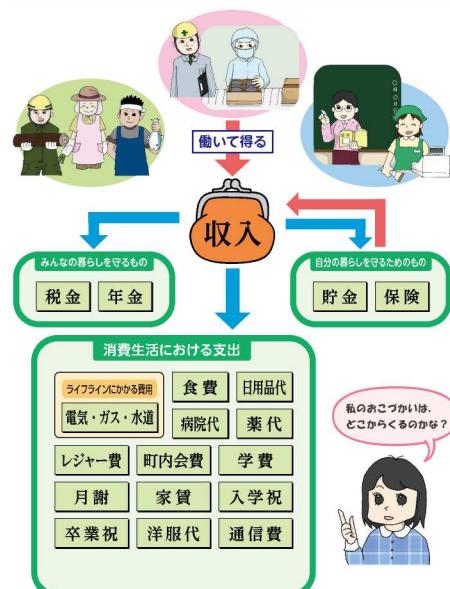 働いて得る
収入
みんなの暮らしを守るもの
税金
年金
自分の暮らしを守るためのもの
貯金
保険
消費生活における支出
ライフラインにかかる費用
電気・ガス・水道
食費
日用品代
病院代
薬代
レジャー費
町内会費
学費
月謝
家賃
入学祝
卒業祝
洋服代
通信費
私のおこづかいは、
どこからくるのかな？